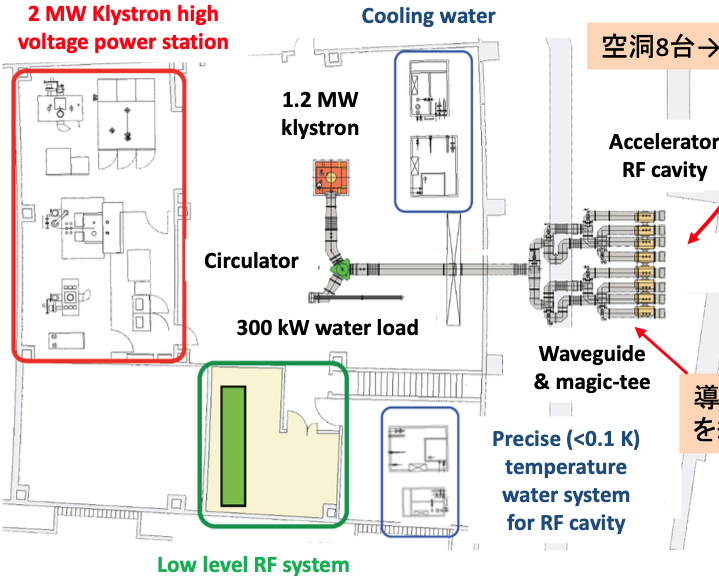 2 MW Klystron high
voltage power station
Cooling water
空洞8台→
1.2 MW
klystron
Accelerator
RF cavity
Circulator
300 kW water load
Waveguide
& magic-tee
導
を
Precise (<0.1 K)
temperature
water system
for RF cavity
Low level RF system